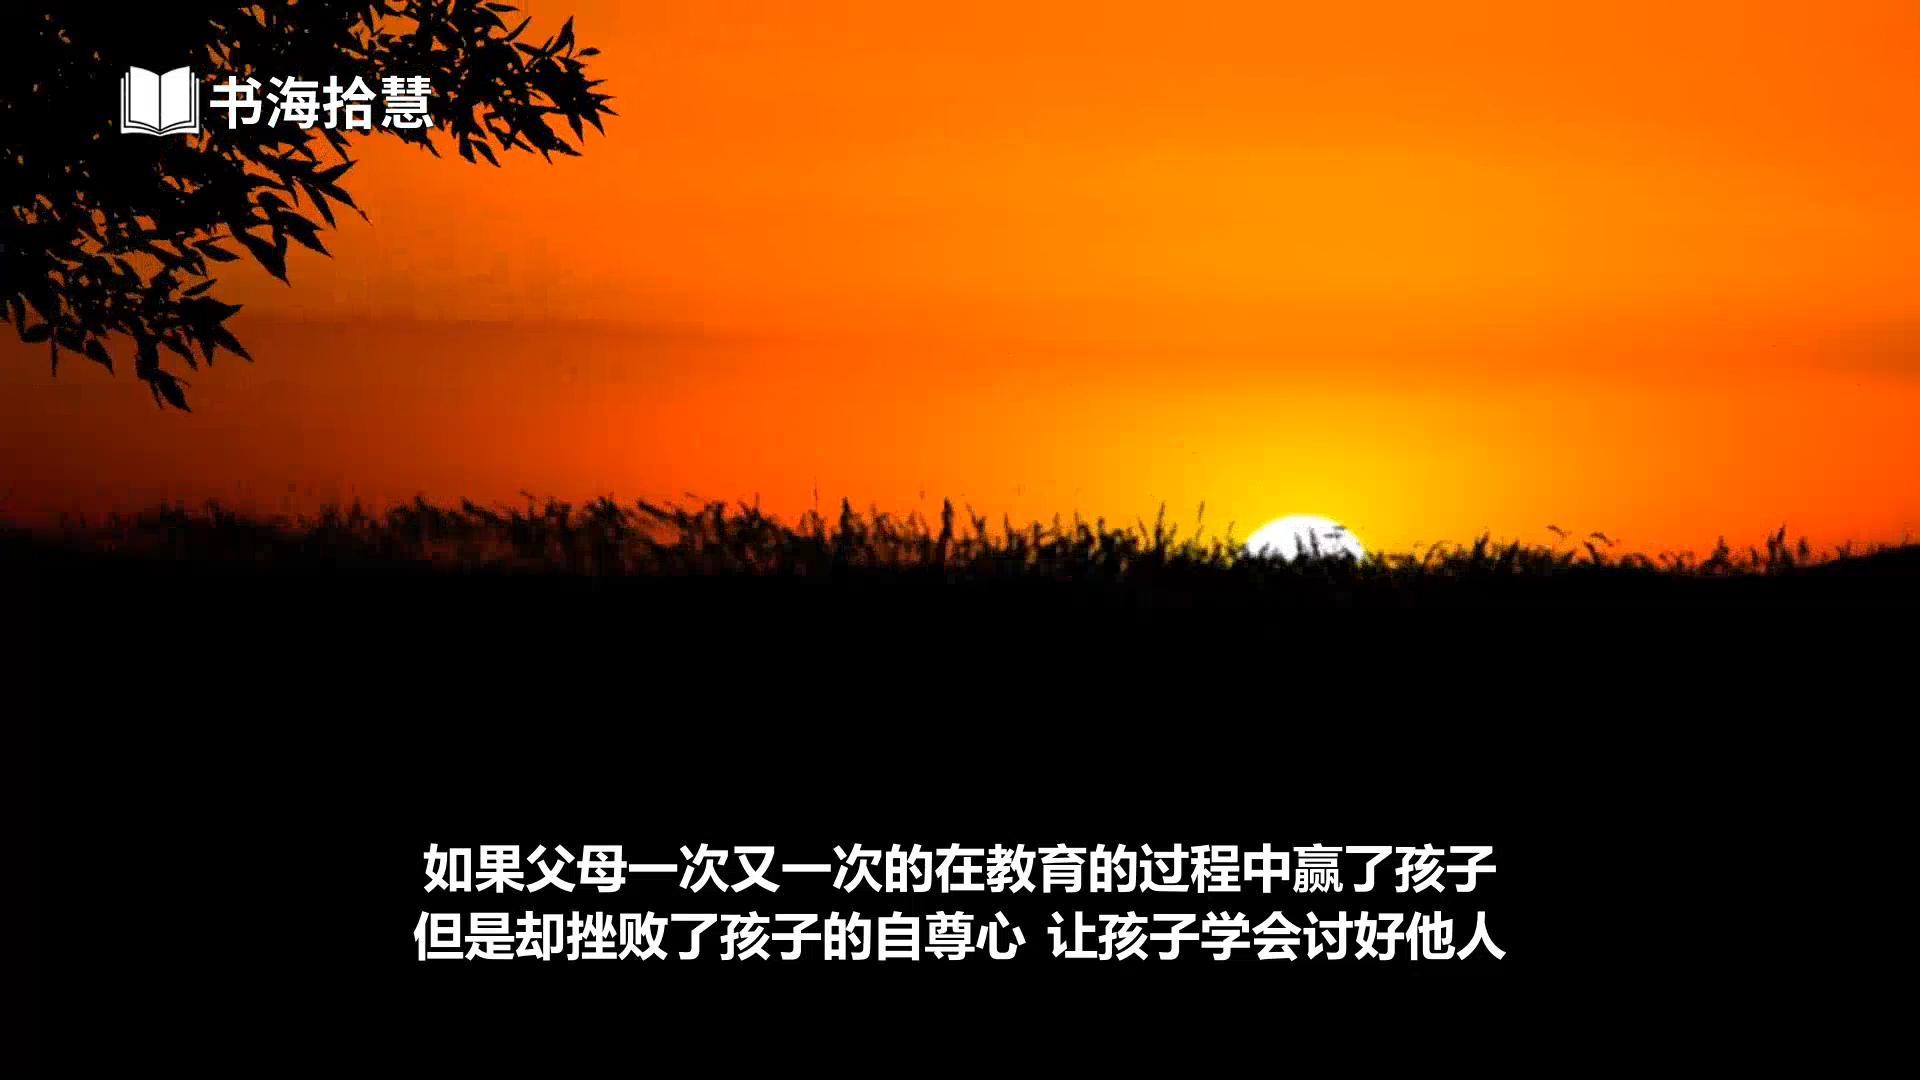 书海拾慧
如果父母一次又一次的在教育的过程中赢了孩子
但是却挫败了孩子的自尊心 让孩子学会讨好他人